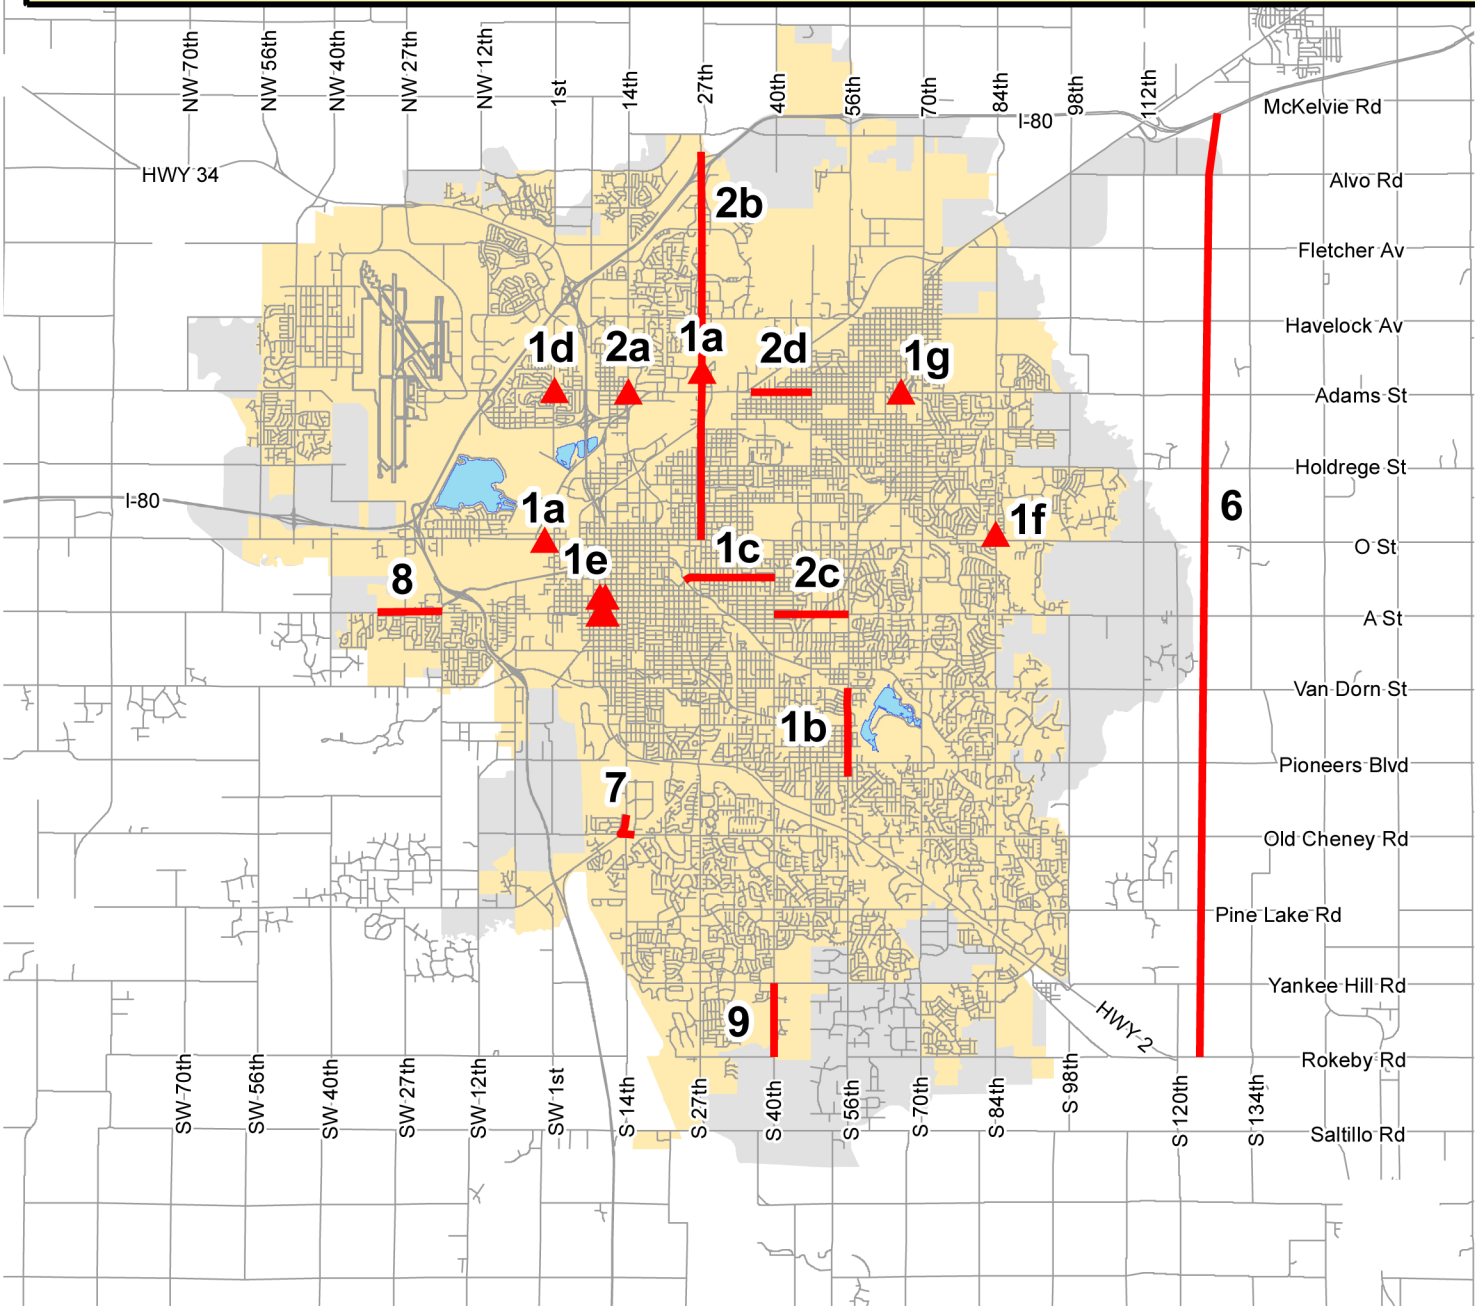 NW 70th
NW 56th
NW 40th
NW 27th
NW 12th
1st
14th
27th
40th
56th
70th
84th
98th
112th
McKelvie Rd
I-80
HWY 34
Alvo Rd
2b
Fletcher Av
Havelock Av
1d
2a
1a
2d
1g
Adams St
Holdrege St
I-80
1a
6
1f
O St
1e
1c
2c
8
A St
Van Dorn St
1b
Pioneers Blvd
7
Old Cheney Rd
Pine Lake Rd
Yankee Hill Rd
9
HWY 2
Rokeby Rd
SW 70th
SW 56th
SW 40th
SW 27th
SW 12th
SW 1st
S 14th
S 27th
S 40th
S 56th
S 70th
S 84th
S 98th
S 120th
S 134th
Saltillo Rd